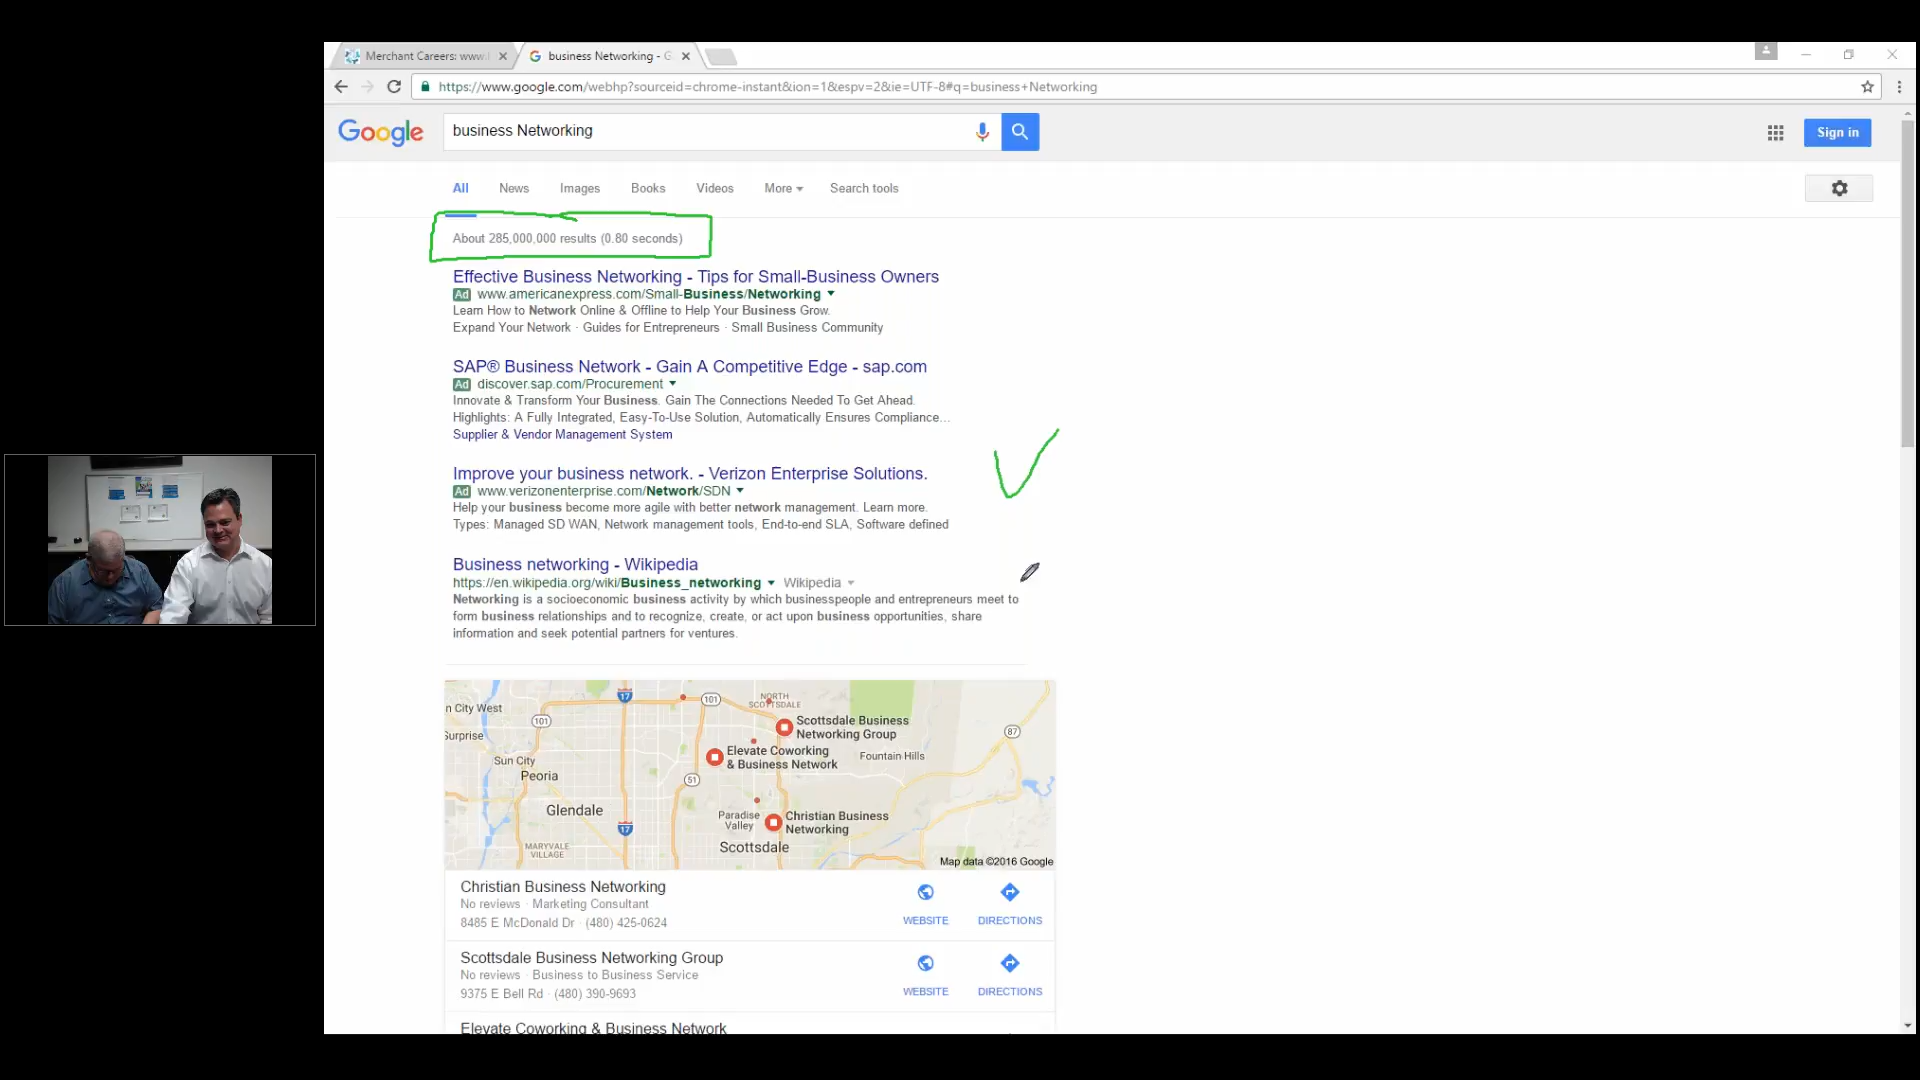 Merchant Careers: www.
business Networking - G
https://www.google.com/webhp?sourceid=chrome-instant&ion=1&espv=2&ie=UTF-8#q=business+Networking
Google
business Networking
Sign in
All News Images Books Videos More Search tools
About 285,000,000 results (0.80 seconds)
Effective Business Networking - Tips for Small-Business Owners
Ad www.americanexpress.com/Small-Business/Networking
Learn How to Network Online & Offline to Help Your Business Grow.
Expand Your Network · Guides for Entrepreneurs · Small Business Community
SAP® Business Network - Gain A Competitive Edge - sap.com
Ad discover.sap.com/Procurement
Innovate & Transform Your Business. Gain The Connections Needed To Get Ahead.
Highlights: A Fully Integrated, Easy-To-Use Solution, Automatically Ensures Compliance…
Supplier & Vendor Management System
Improve your business network. - Verizon Enterprise Solutions.
Ad www.verizonenterprise.com/Network/SDN
Help your business become more agile with better network management. Learn more.
Types: Managed SD WAN, Network management tools, End-to-end SLA, Software defined
Business networking - Wikipedia
https://en.wikipedia.org/wiki/Business_networking Wikipedia
Networking is a socioeconomic business activity by which businesspeople and entrepreneurs meet to
form business relationships and to recognize, create, or act upon business opportunities, share
information and seek potential partners for ventures.
n City West
17
101
NORTH
SCOTTSDALE
101
Surprise
Scottsdale Business
Networking Group
87
Elevate Coworking
& Business Network
Fountain Hills
Sun City
Peoria
51
Glendale
17
Paradise
Valley
Christian Business
Networking
MARYVALE
VILLAGE
Scottsdale
Map data ©2016 Google
Christian Business Networking
No reviews · Marketing Consultant
8485 E McDonald Dr · (480) 425-0624
WEBSITE DIRECTIONS
Scottsdale Business Networking Group
No reviews · Business to Business Service
9375 E Bell Rd · (480) 390-9693
WEBSITE DIRECTIONS
Elevate Coworking & Business Network